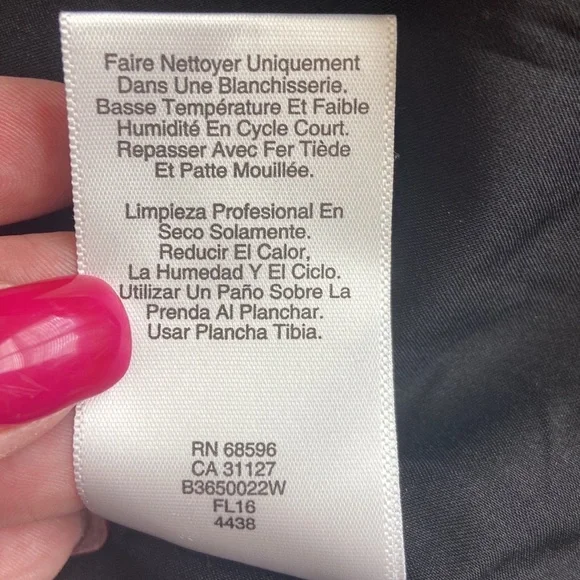 Faire Nettoyer Uniquement
Dans Une Blanchisserie.
Basse Température Et Faible
Humidité En Cycle Court.
Repasser Avec Fer Tiède
Et Patte Mouillée.
Limpieza Profesional En
Seco Solamente.
Reducir El Calor,
La Humedad Y El Ciclo.
Utilizar Un Paño Sobre La
Prenda Al Planchar.
Usar Plancha Tibia.
RN 68596
CA 31127
B3650022W
FL16
4438